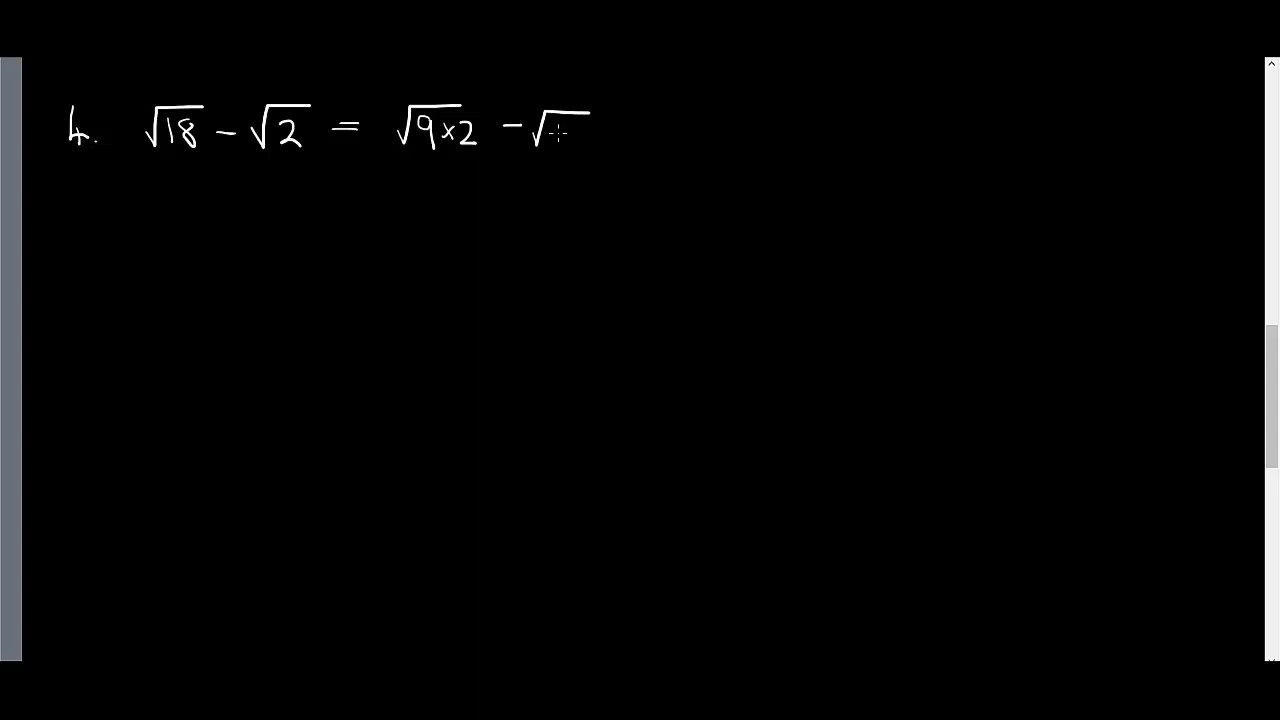 4. √18 - √2 = √9×2 - √